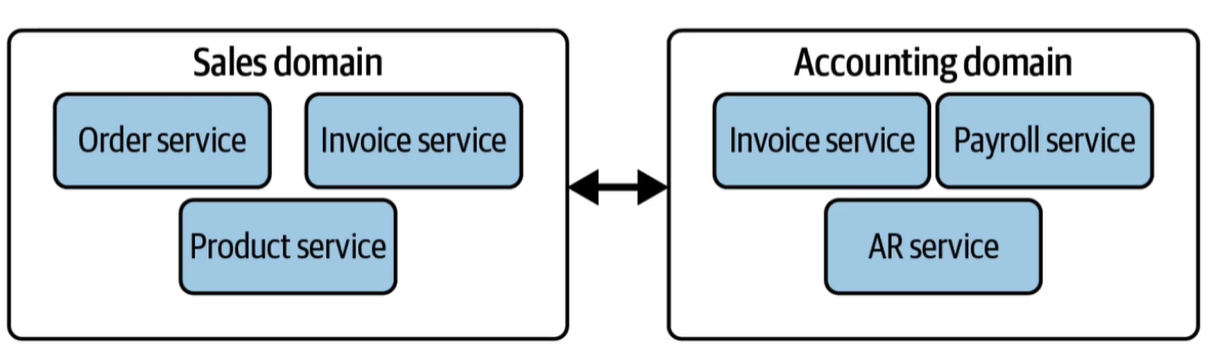 Sales domain
Order service
Invoice service
Product service
Accounting domain
Invoice service
Payroll service
AR service